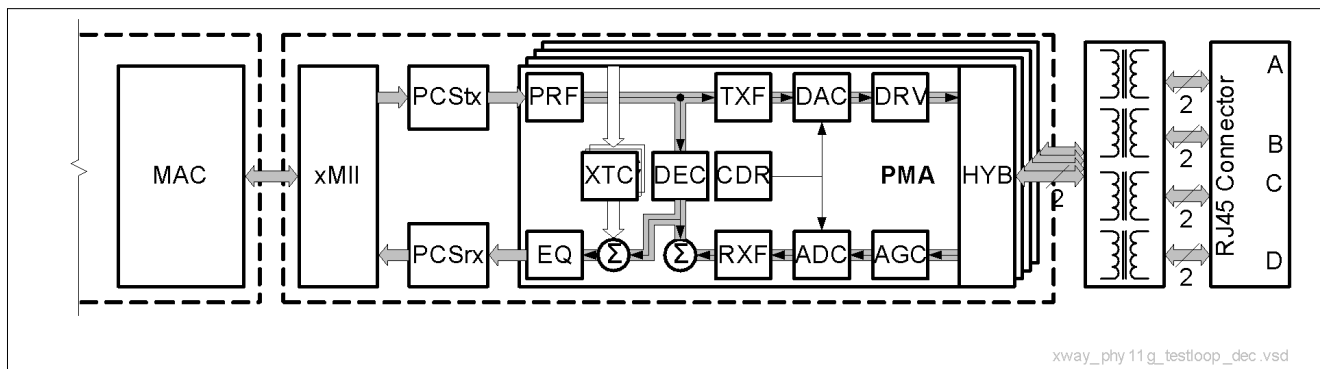 MAC
xMII
PCStx
PCSrx
PRF
TXF
DAC
DRV
XTC
DEC
CDR
PMA
HYB
EQ
Σ
Σ
RXF
ADC
AGC
2
2
2
2
2
RJ45 Connector
A
B
C
D
xway_phy11g_testloop_dec.vsd